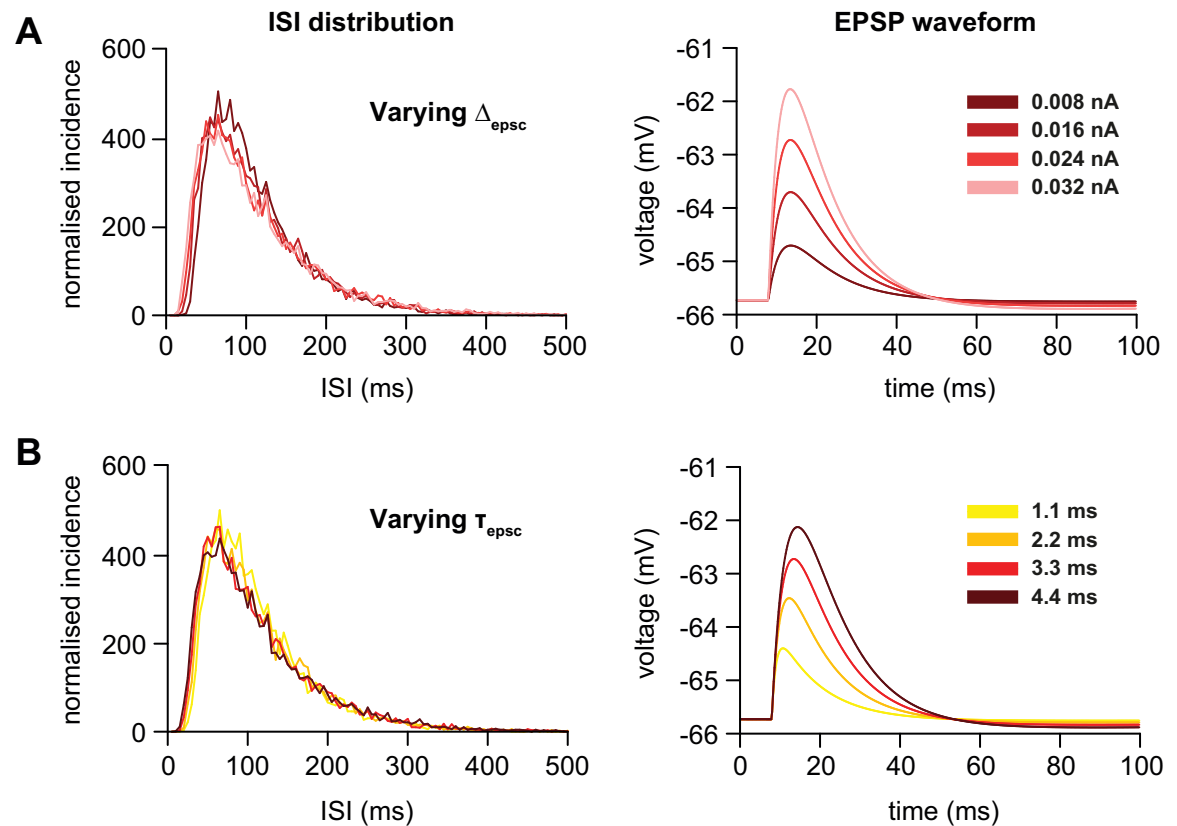 A
ISI distribution
EPSP waveform
normalised incidence
600
400
200
0
0 100 200 300 400 500
ISI (ms)
Varying Δepsc
voltage (mV)
-61
-62
-63
-64
-65
-66
0 20 40 60 80 100
time (ms)
0.008 nA
0.016 nA
0.024 nA
0.032 nA
B
normalised incidence
600
400
200
0
0 100 200 300 400 500
ISI (ms)
Varying τepsc
voltage (mV)
-61
-62
-63
-64
-65
-66
0 20 40 60 80 100
time (ms)
1.1 ms
2.2 ms
3.3 ms
4.4 ms